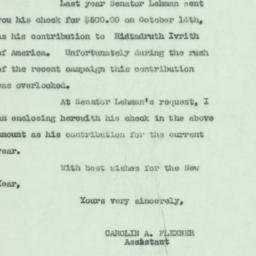 Last year Senator Lehman sent
you his check for $500.00 on October 14th,
as his contribution to Histadruth Ivrith
of America. Unfortunately during the rush
of the recent campaign this contribution
was overlooked.
At Senator Lehman's request, I
am enclosing herewith his check in the above
amount as his contribution for the current
year.
With best wishes for the New
Year,
Yours very sincerely,
CAROLIN A. FLEXNER
Assistant